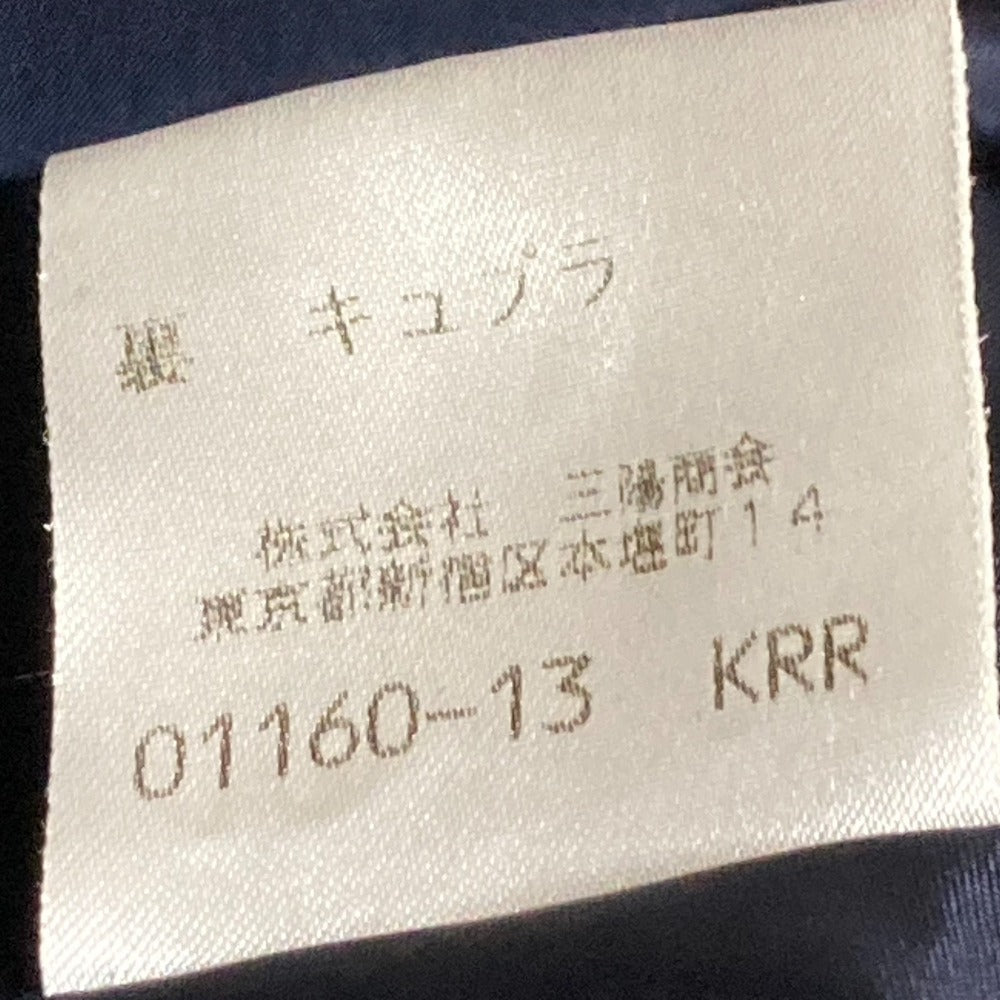 裏 キュプラ
株式会社 三陽商会
東京都新宿区本塩町14
01160-13 KRR